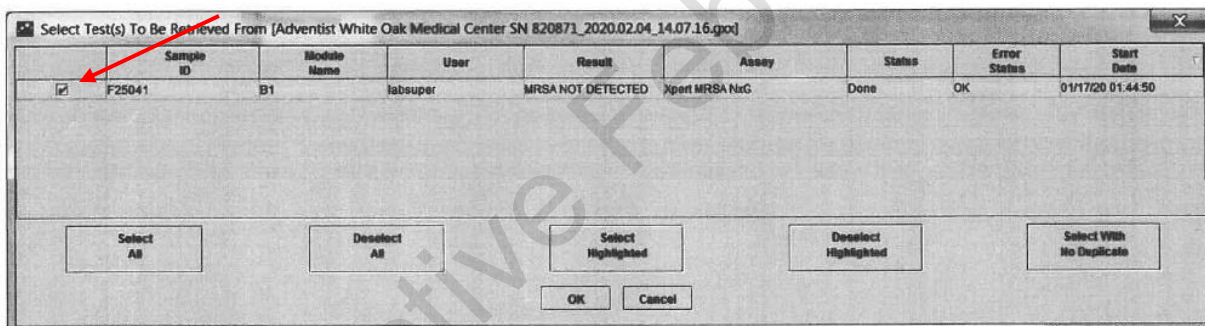 Select Test(s) To Be Retrieved From [Adventist White Oak Medical Center SN 820871_2020.02.04_14.07.16.gxx]
Sample ID Module Name User Result Assay Status Error Status Start Date
F25041 B1 labsuper MRSA NOT DETECTED Xpert MRSA NxG Done OK 01/17/20 01:44:50
Select All Deselect All Select Highlighted Deselect Highlighted Select With No Duplicate
OK Cancel